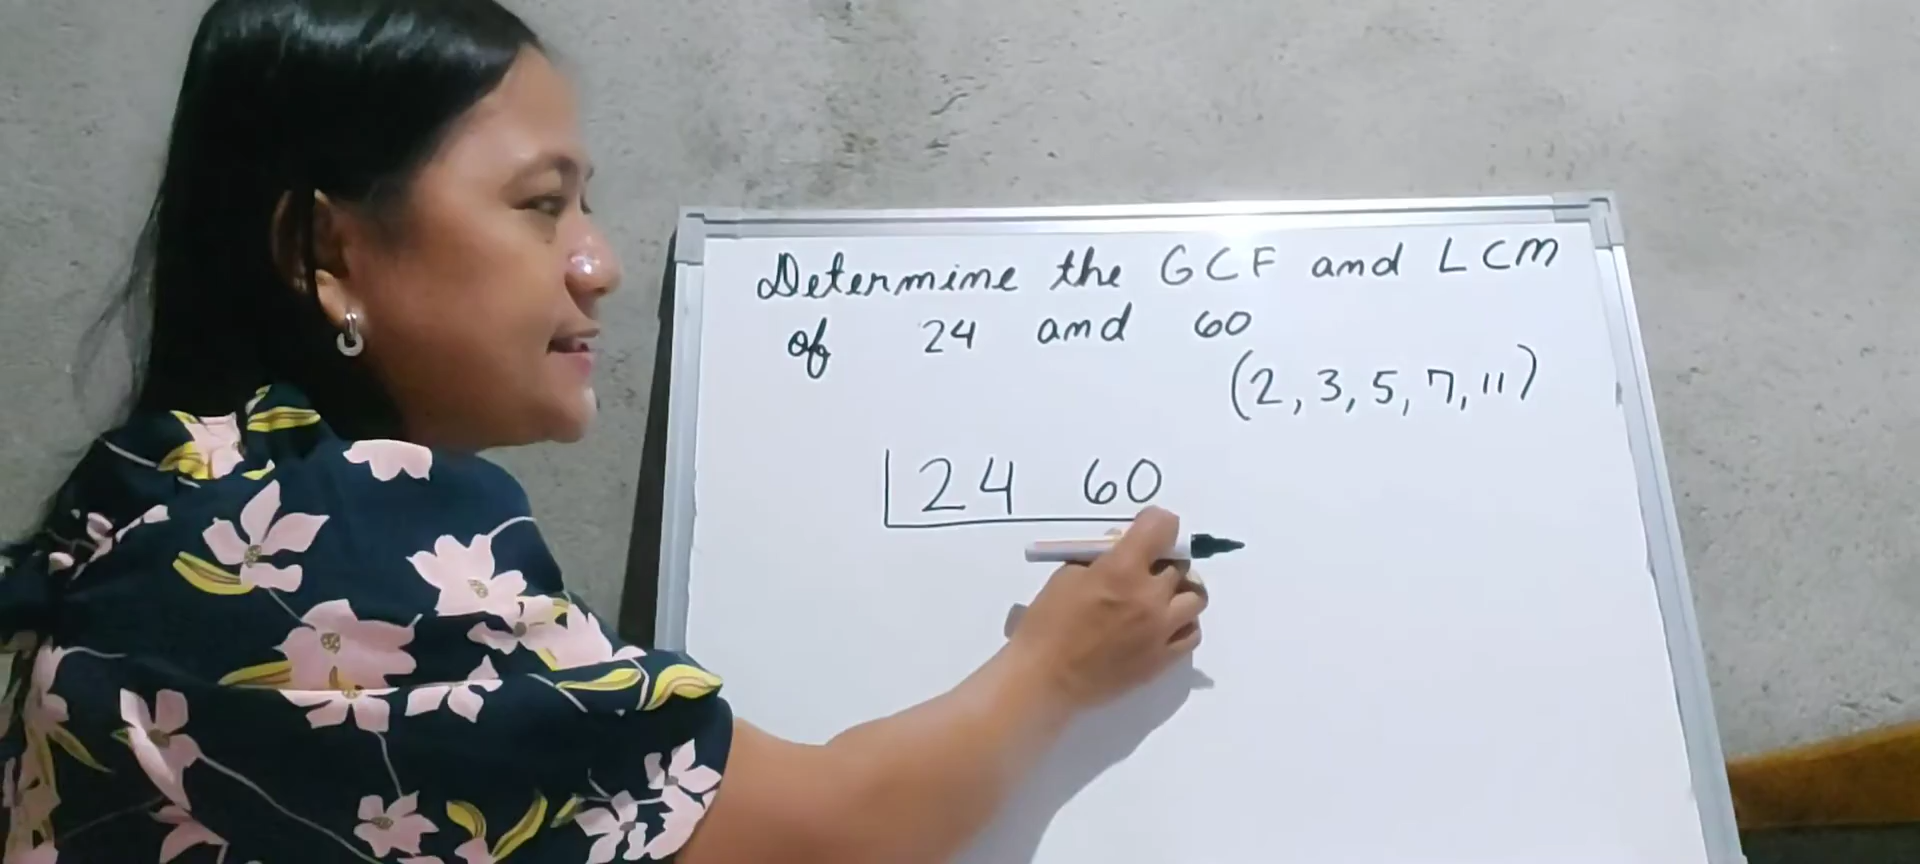 Determine the GCF and LCM
of 24 and 60
(2, 3, 5, 7, 11)
24 60